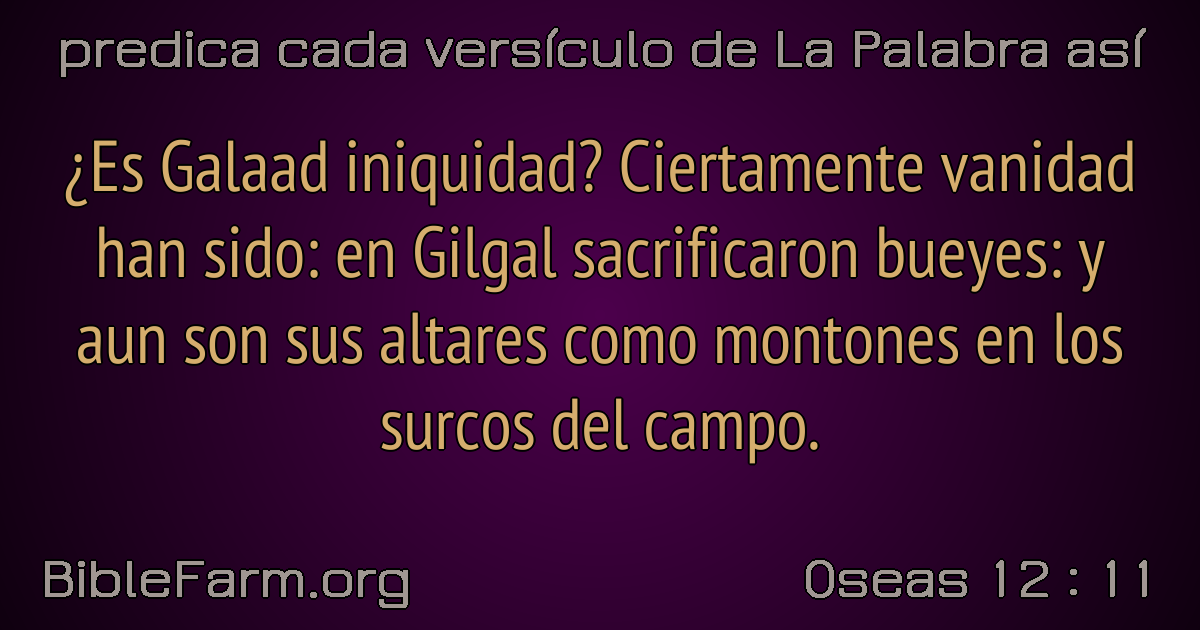 predica cada versículo de La Palabra así
¿Es Galaad iniquidad? Ciertamente vanidad
han sido: en Gilgal sacrificaron bueyes: y
aun son sus altares como montones en los
surcos del campo.
BibleFarm.org
Oseas 12 : 11